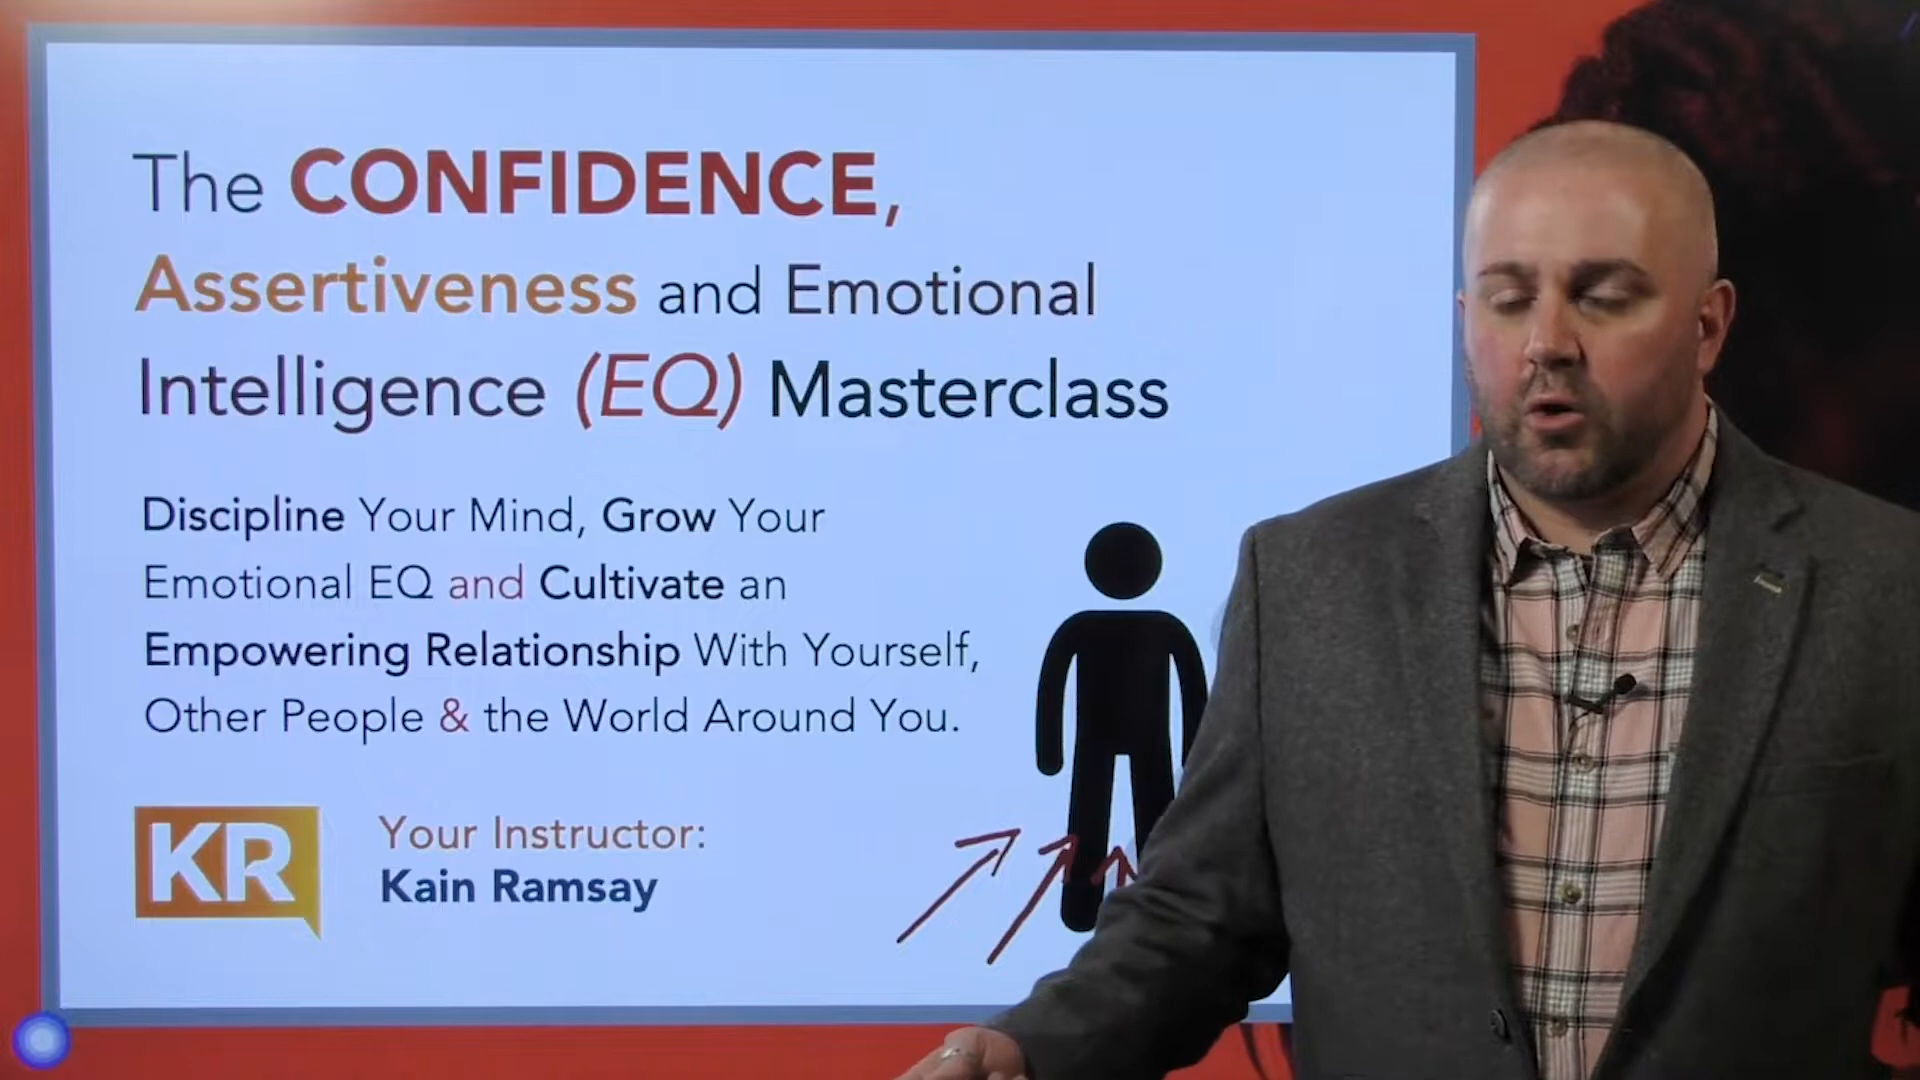 The CONFIDENCE,
Assertiveness and Emotional
Intelligence (EQ) Masterclass
Discipline Your Mind, Grow Your
Emotional EQ and Cultivate an
Empowering Relationship With Yourself,
Other People & the World Around You.
KR
Your Instructor:
Kain Ramsay